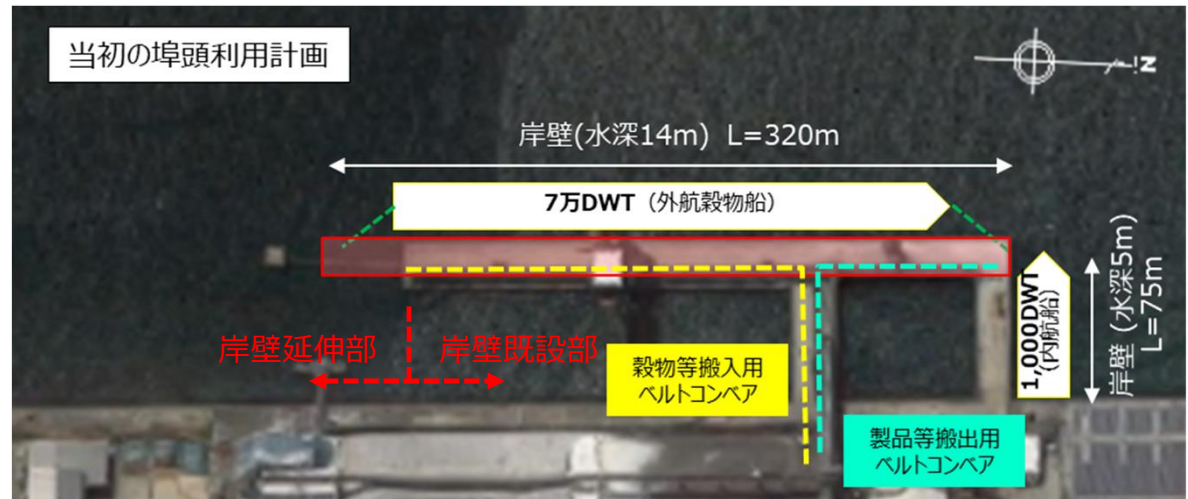 当初の埠頭利用計画
N
岸壁(水深14m) L=320m
7万DWT（外航穀物船）
岸壁延伸部
岸壁既設部
穀物等搬入用
ベルトコンベア
製品等搬出用
ベルトコンベア
1,000DWT
(内航船)
岸壁（水深5m）
L=75m